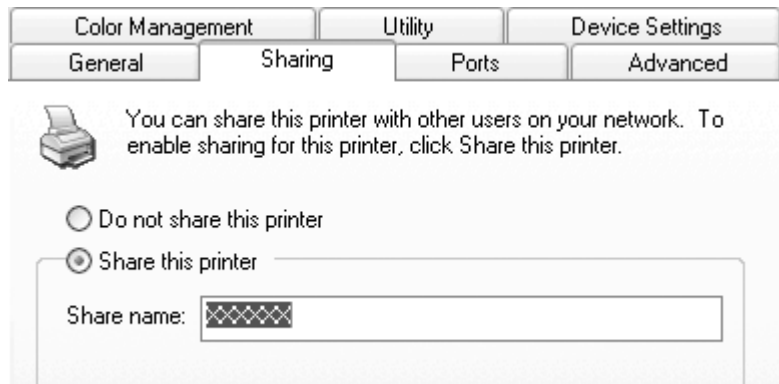 Color Management Utility Device Settings
General Sharing Ports Advanced
You can share this printer with other users on your network. To
enable sharing for this printer, click Share this printer.
Do not share this printer
Share this printer
Share name: XXXXXX